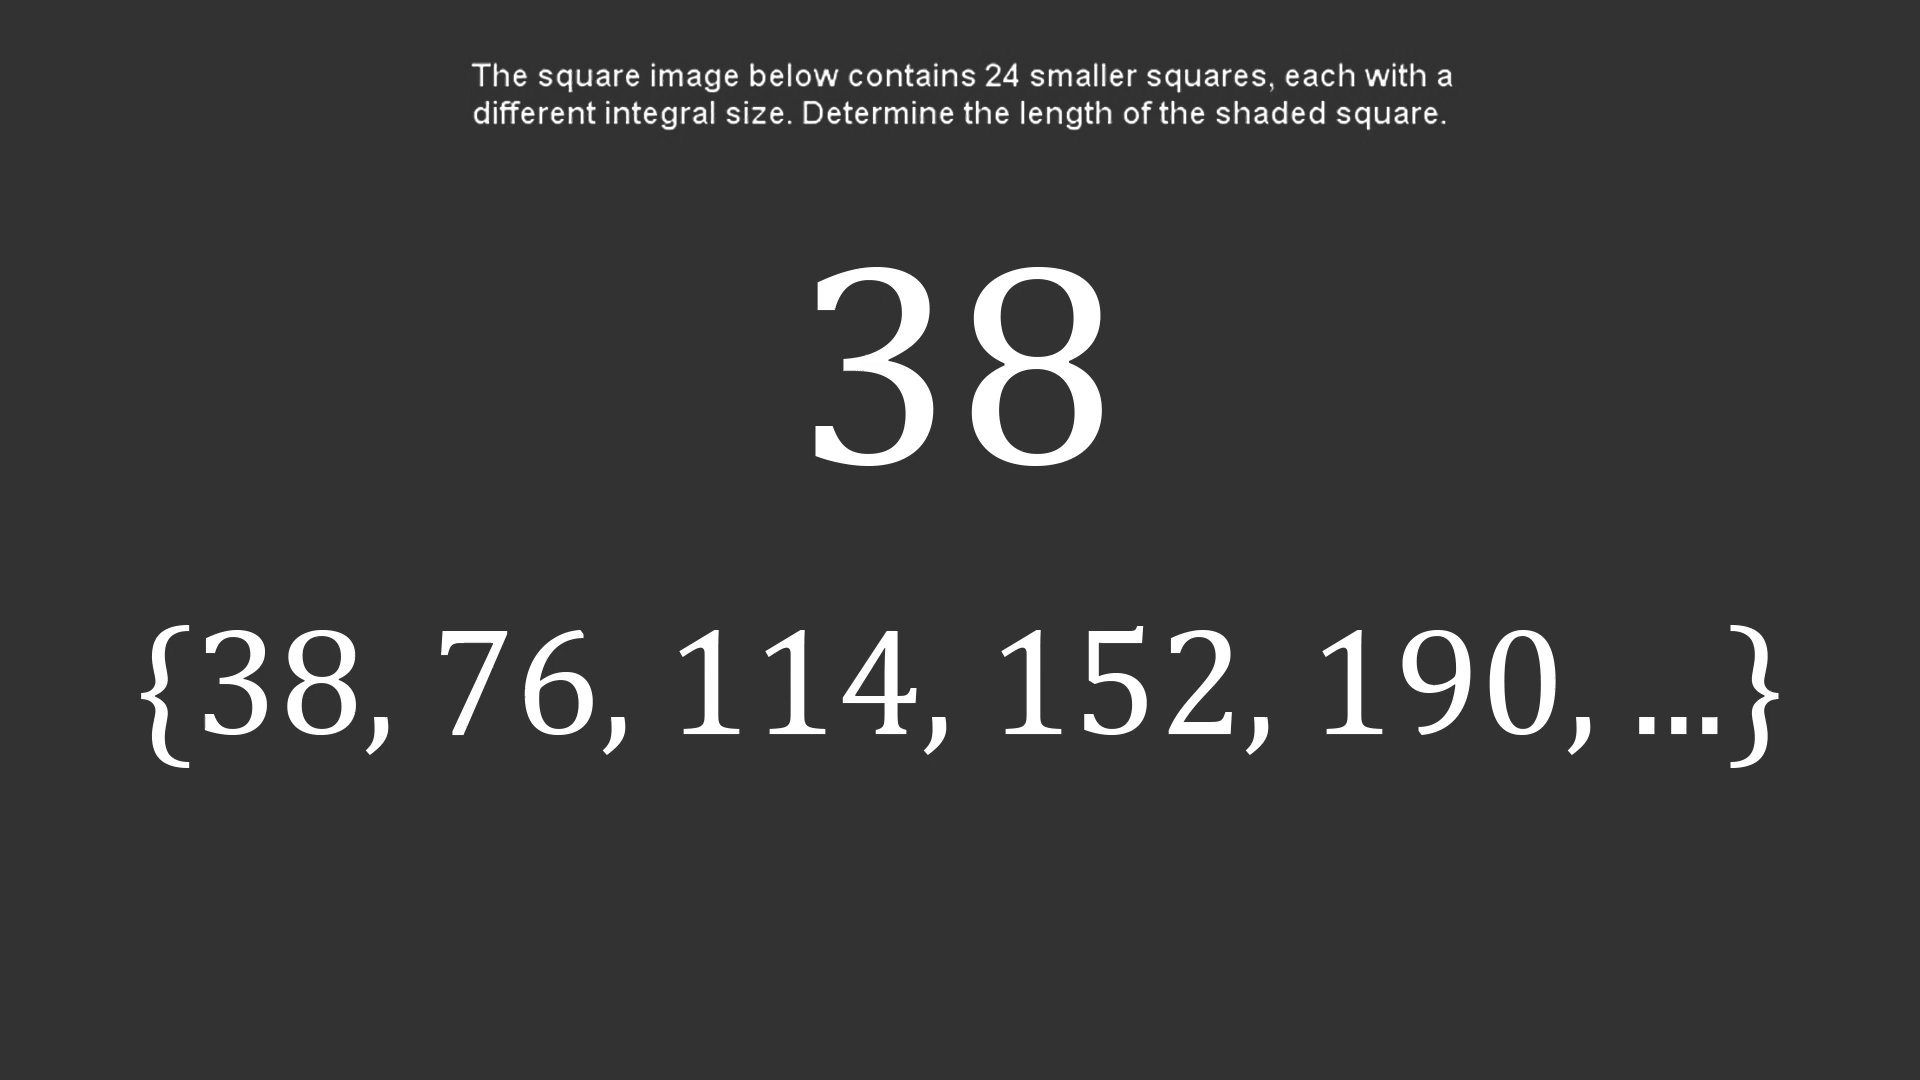 The square image below contains 24 smaller squares, each with a
different integral size. Determine the length of the shaded square.
38
{38, 76, 114, 152, 190, ...}